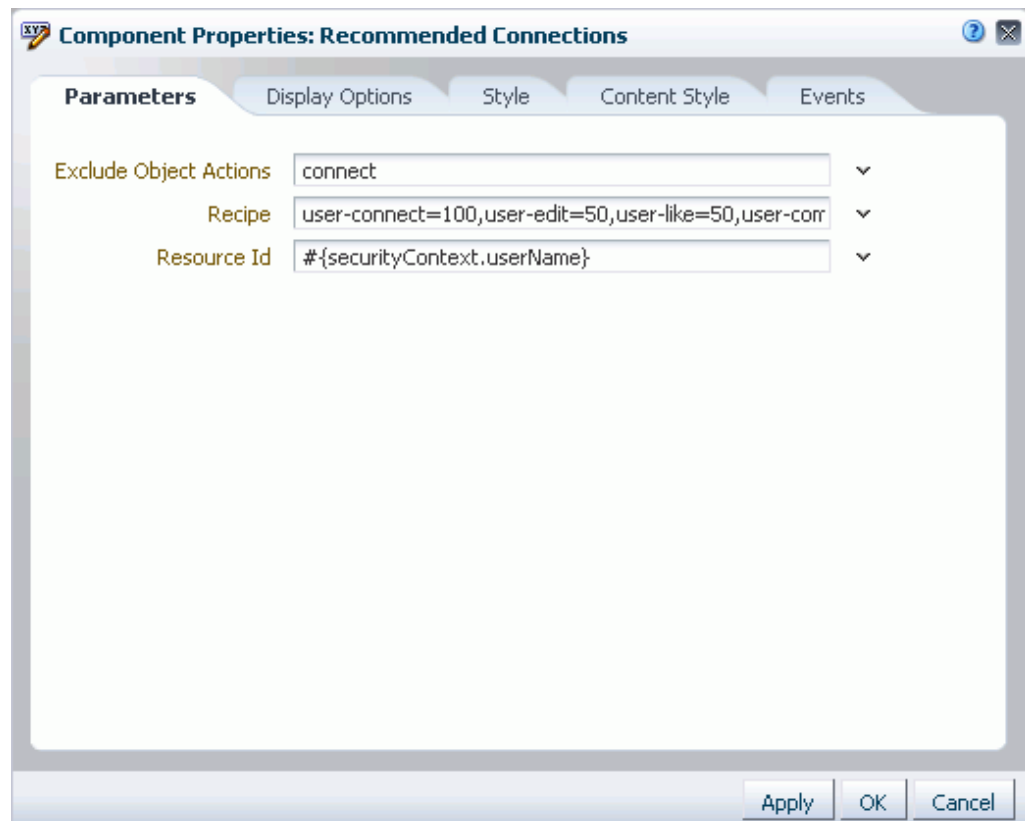 Component Properties: Recommended Connections
Parameters Display Options Style Content Style Events
Exclude Object Actions connect
Recipe user-connect=100,user-edit=50,user-like=50,user-com
Resource Id #{securityContext.userName}
Apply OK Cancel